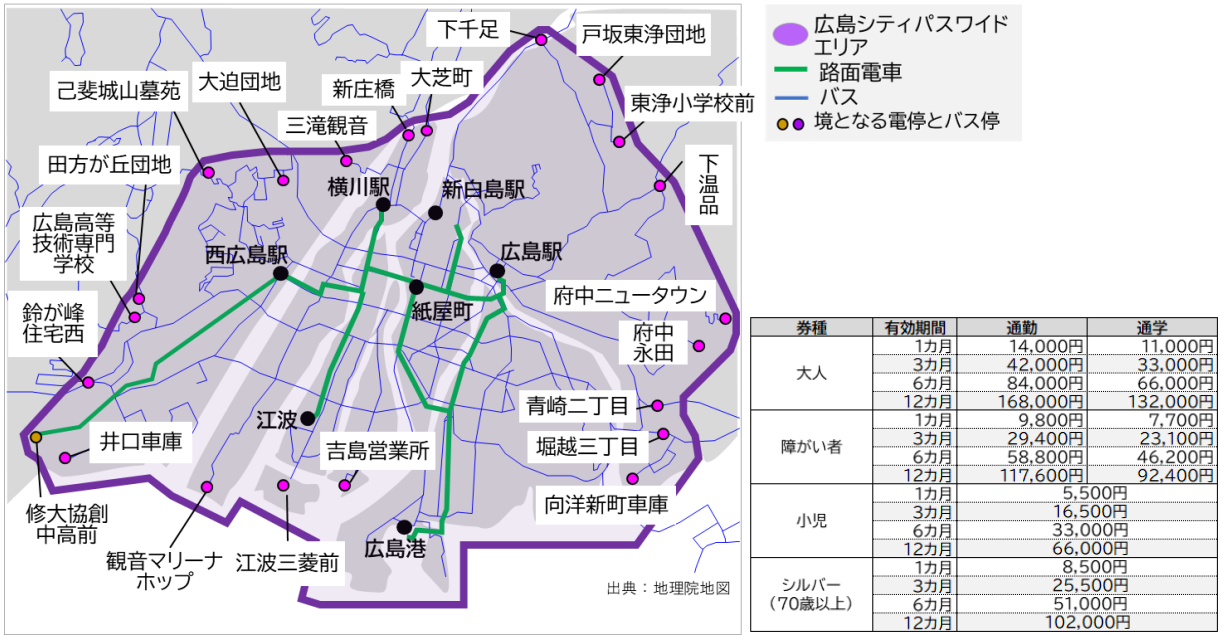 下千足
戸坂東浄団地
大迫団地
新庄橋
大芝町
己斐城山墓苑
三滝観音
東浄小学校前
田方が丘団地
横川駅
新白島駅
下
温
品
広島高等
技術専門
学校
西広島駅
広島駅
府中ニュータウン
鈴が峰
住宅西
紙屋町
府中
永田
江波
青崎二丁目
井口車庫
吉島営業所
堀越三丁目
向洋新町車庫
修大協創
中高前
広島港
観音マリーナ
ホップ
江波三菱前
出典：地理院地図
広島シティパスワイド
エリア
路面電車
バス
境となる電停とバス停
券種 有効期間 通勤 通学
大人
1カ月 14,000円 11,000円
3カ月 42,000円 33,000円
6カ月 84,000円 66,000円
12カ月 168,000円 132,000円
障がい者
1カ月 9,800円 7,700円
3カ月 29,400円 23,100円
6カ月 58,800円 46,200円
12カ月 117,600円 92,400円
小児
1カ月 5,500円
3カ月 16,500円
6カ月 33,000円
12カ月 66,000円
シルバー
（70歳以上）
1カ月 8,500円
3カ月 25,500円
6カ月 51,000円
12カ月 102,000円